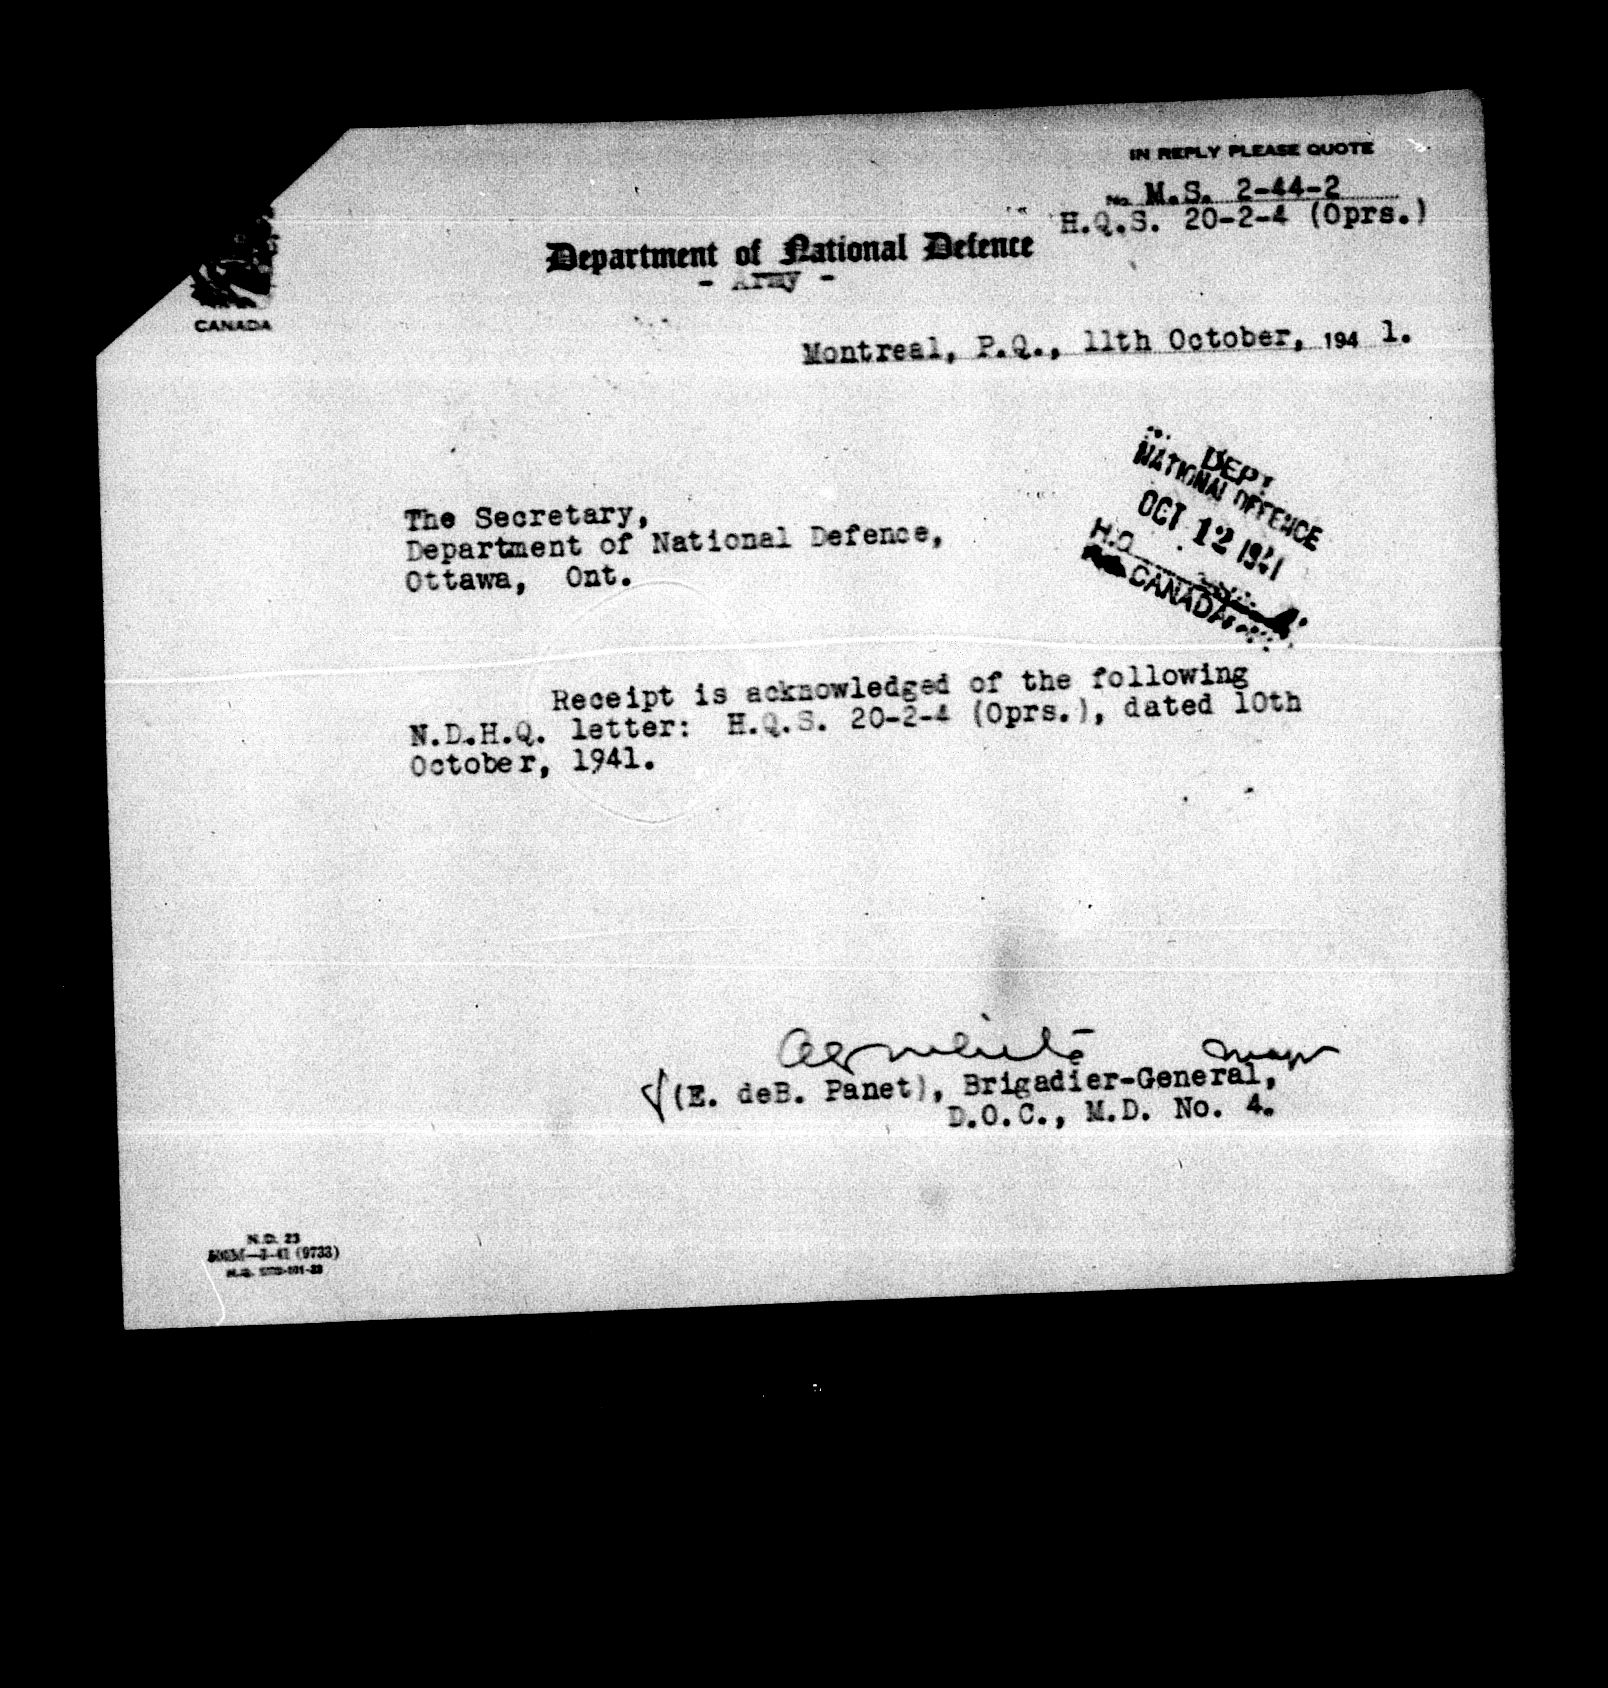 IN REPLY PLEASE QUOTE
No. M.S. 2-44-2
H.Q.S. 20-2-4 (Oprs.)
Department of National Defence
- Army -
CANADA
Montreal, P.Q., 11th October, 194 1.
DEPT.
NATIONAL DEFENCE
OCT 12 1941
H.Q.
CANADA
The Secretary,
Department of National Defence,
Ottawa, Ont.
Receipt is acknowledged of the following
N.D.H.Q. letter: H.Q.S. 20-2-4 (Oprs.), dated 10th
October, 1941.
(E. deB. Panet), Brigadier-General,
D.O.C., M.D. No. 4.
N.D. 23
(9733)
H.Q.